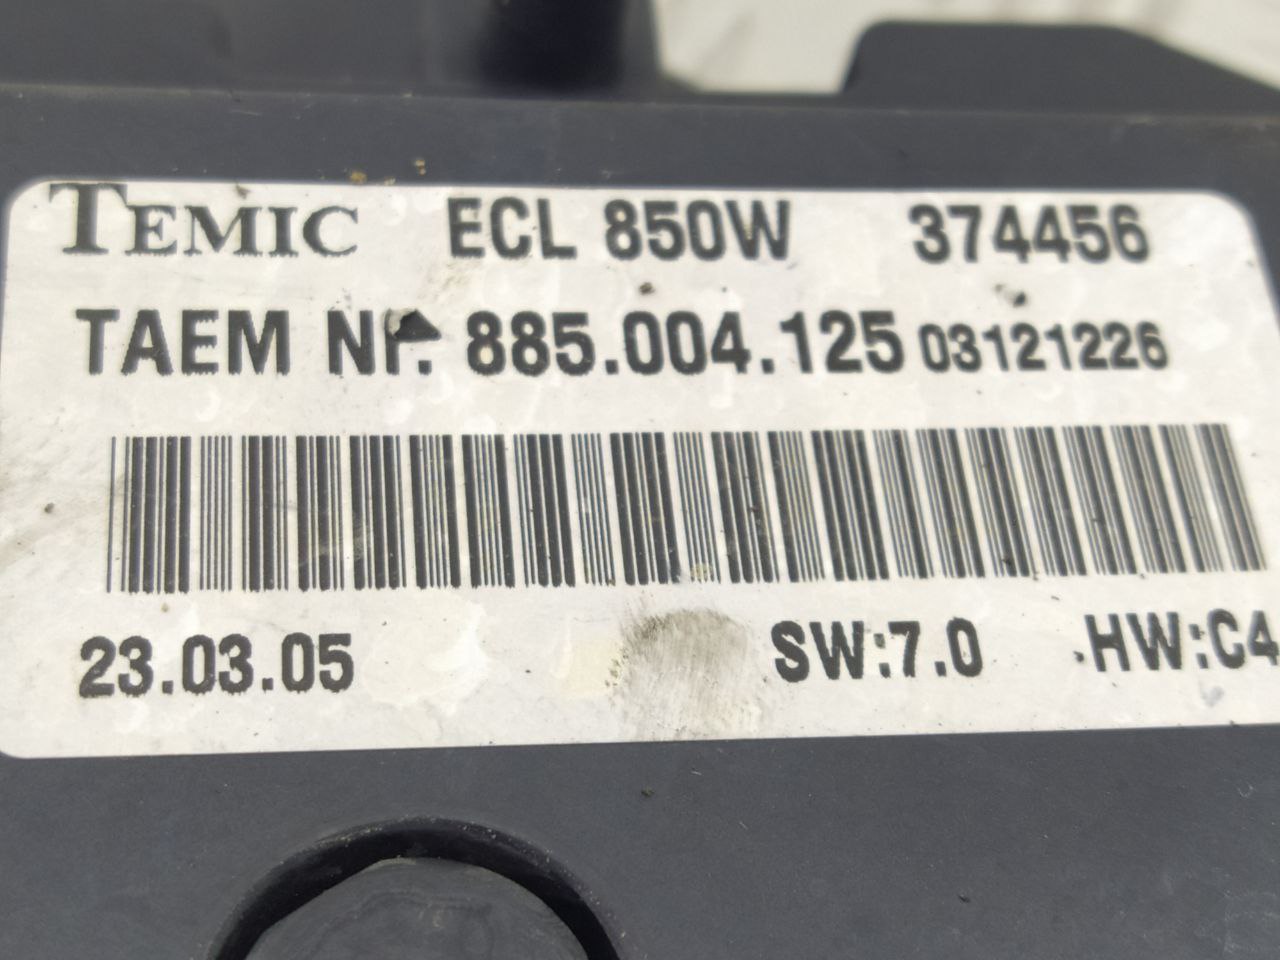 TEMIC ECL 850W 374456
TAEM Nr. 885.004.125 03121226
23.03.05 SW:7.0 HW:C4